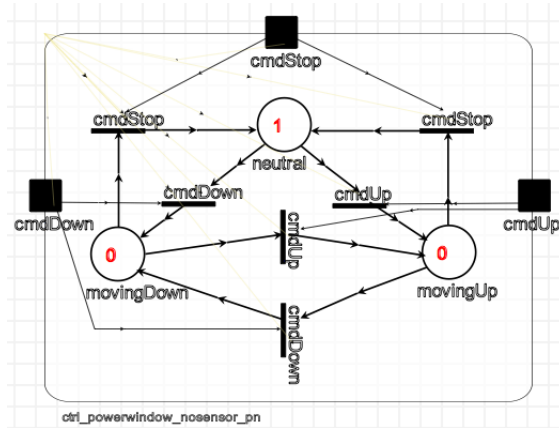 cmdStop
cmdStop
cmdStop
1
neutral
cmdDown
cmdUp
cmdDown
cmdUp
cmdUp
0
0
movingDown
movingUp
cmdDown
ctrl_powerwindow_nosensor_pn